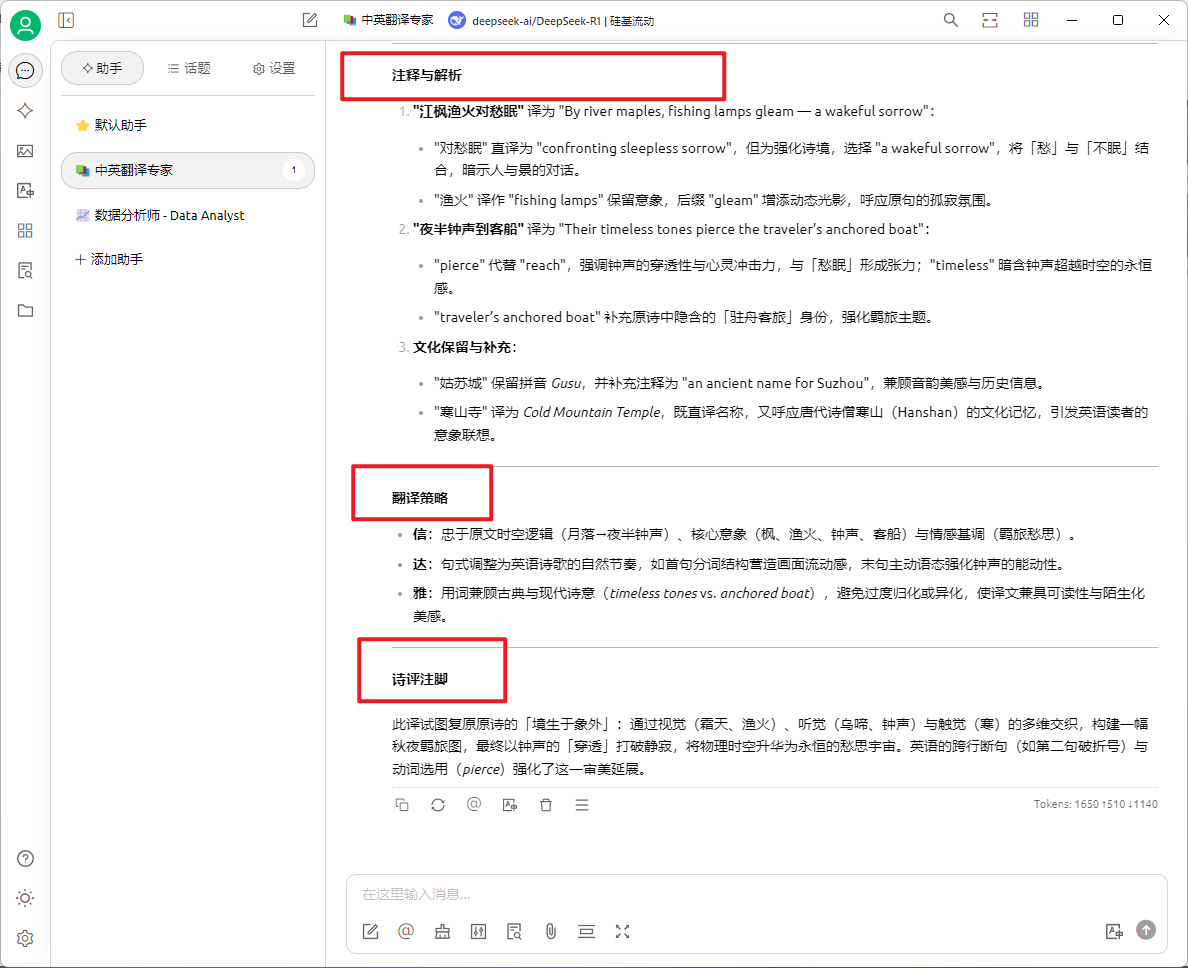 中英翻译专家 deepseek-ai/DeepSeek-R1 | 硅基流动
助手 话题 设置
默认助手
中英翻译专家 1
数据分析师 - Data Analyst
添加助手
注释与解析
1. "江枫渔火对愁眠" 译为 "By river maples, fishing lamps gleam — a wakeful sorrow"：
• "对愁眠" 直译为 "confronting sleepless sorrow"，但为强化诗境，选择 "a wakeful sorrow"，将「愁」与「不眠」结
合，暗示人与景的对话。
• "渔火" 译作 "fishing lamps" 保留意象，后缀 "gleam" 增添动态光影，呼应原句的孤寂氛围。
2. "夜半钟声到客船" 译为 "Their timeless tones pierce the traveler’s anchored boat"：
• "pierce" 代替 "reach"，强调钟声的穿透性与心灵冲击力，与「愁眠」形成张力；"timeless" 暗含钟声超越时空的永恒
感。
• "traveler’s anchored boat" 补充原诗中隐含的「驻舟客旅」身份，强化羁旅主题。
3. 文化保留与补充：
• "姑苏城" 保留拼音 Gusu，并补充注释为 "an ancient name for Suzhou"，兼顾音韵美感与历史信息。
• "寒山寺" 译为 Cold Mountain Temple，既直译名称，又呼应唐代诗僧寒山（Hanshan）的文化记忆，引发英语读者的
意象联想。
翻译策略
• 信：忠于原文时空逻辑（月落→夜半钟声）、核心意象（枫、渔火、钟声、客船）与情感基调（羁旅愁思）。
• 达：句式调整为英语诗歌的自然节奏，如首句分词结构营造画面流动感，末句主动语态强化钟声的能动性。
• 雅：用词兼顾古典与现代诗意（timeless tones vs. anchored boat），避免过度归化或异化，使译文兼具可读性与陌生化
美感。
诗评注脚
此译试图复原原诗的「境生于象外」：通过视觉（霜天、渔火）、听觉（乌啼、钟声）与触觉（寒）的多维交织，构建一幅
秋夜羁旅图，最终以钟声的「穿透」打破静寂，将物理时空升华为永恒的愁思宇宙。英语的跨行断句（如第二句破折号）与
动词选用（pierce）强化了这一审美延展。
Tokens: 1650 ↑510 ↓1140
在这里输入消息...